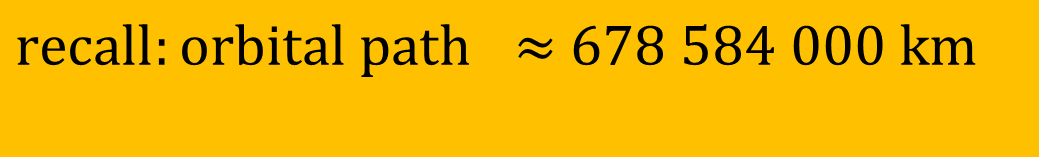 recall: orbital path ≈ 678 584 000 km